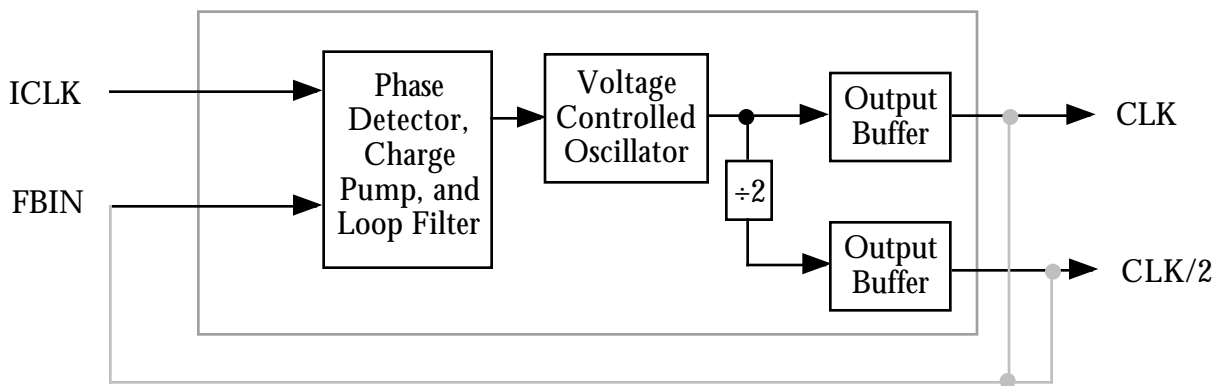 ICLK
FBIN
Phase
Detector,
Charge
Pump, and
Loop Filter
Voltage
Controlled
Oscillator
÷2
Output
Buffer
Output
Buffer
CLK
CLK/2